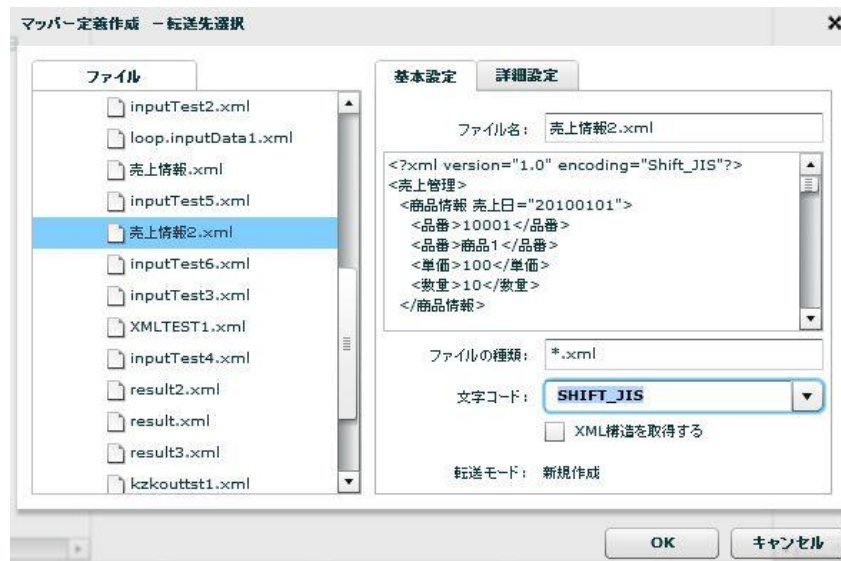 マッパー定義作成 －転送先選択
ファイル
inputTest2.xml
loop.inputData1.xml
売上情報.xml
inputTest5.xml
売上情報2.xml
inputTest6.xml
inputTest3.xml
XMLTEST1.xml
inputTest4.xml
result2.xml
result.xml
result3.xml
kzkouttst1.xml
基本設定 詳細設定
ファイル名: 売上情報2.xml
<?xml version="1.0" encoding="Shift_JIS"?>
<売上管理>
<商品情報 売上日="20100101">
<品番>10001</品番>
<品番>商品1</品番>
<単価>100</単価>
<数量>10</数量>
</商品情報>
ファイルの種類: *.xml
文字コード: SHIFT_JIS
XML構造を取得する
転送モード: 新規作成
OK キャンセル